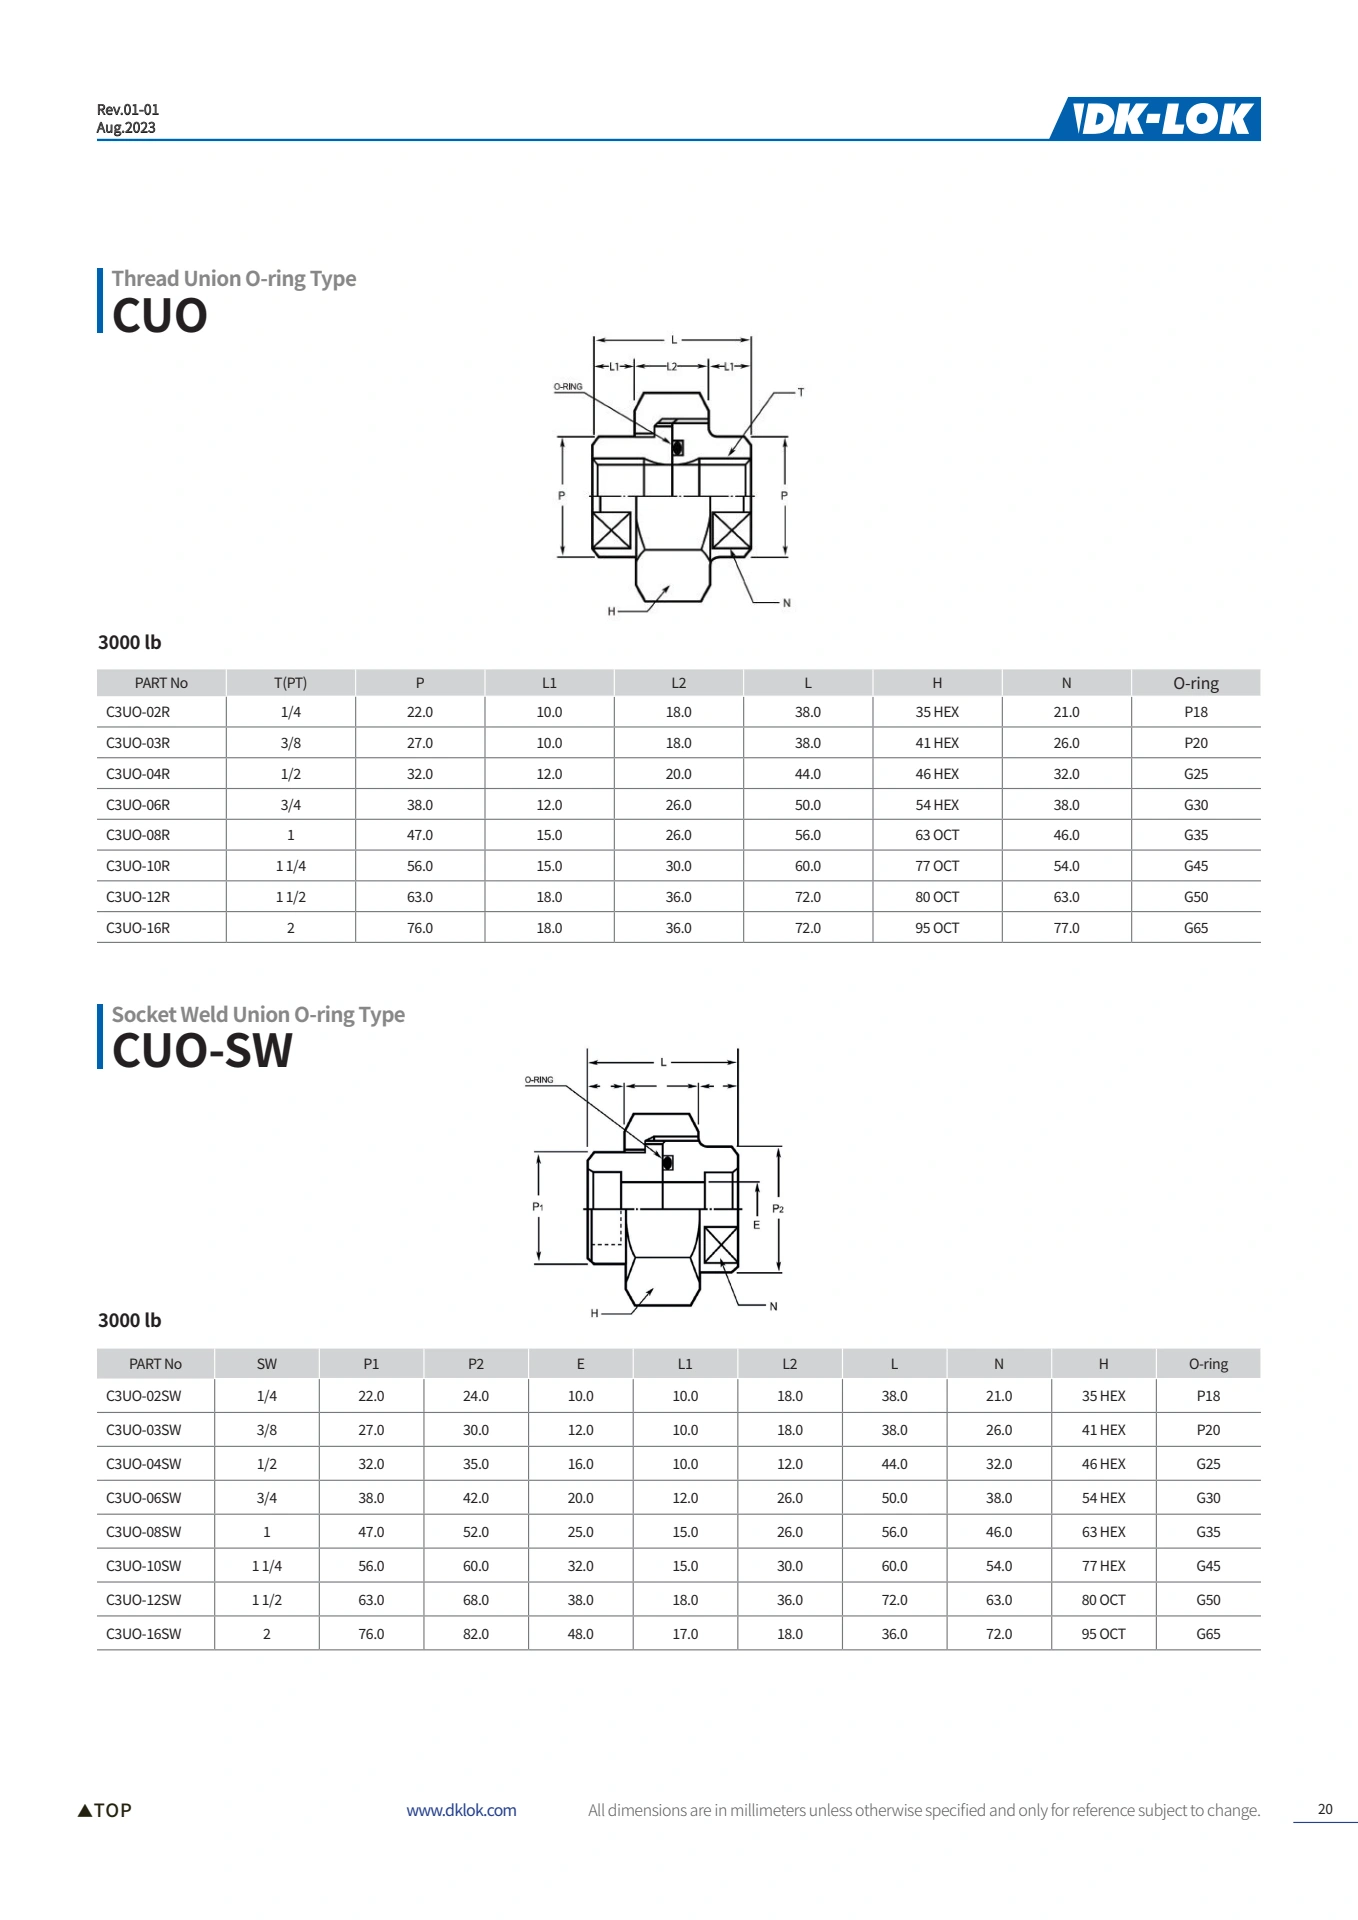 Rev.01-01
Aug.2023
DK-LOK
Thread Union O-ring Type
CUO
L
L1 L2 L1
O-RING
T
P P
H N
3000 lb
PART No T(PT) P L1 L2 L H N O-ring
C3UO-02R 1/4 22.0 10.0 18.0 38.0 35 HEX 21.0 P18
C3UO-03R 3/8 27.0 10.0 18.0 38.0 41 HEX 26.0 P20
C3UO-04R 1/2 32.0 12.0 20.0 44.0 46 HEX 32.0 G25
C3UO-06R 3/4 38.0 12.0 26.0 50.0 54 HEX 38.0 G30
C3UO-08R 1 47.0 15.0 26.0 56.0 63 OCT 46.0 G35
C3UO-10R 1 1/4 56.0 15.0 30.0 60.0 77 OCT 54.0 G45
C3UO-12R 1 1/2 63.0 18.0 36.0 72.0 80 OCT 63.0 G50
C3UO-16R 2 76.0 18.0 36.0 72.0 95 OCT 77.0 G65
Socket Weld Union O-ring Type
CUO-SW
L
O-RING
P1 E P2
H N
3000 lb
PART No SW P1 P2 E L1 L2 L N H O-ring
C3UO-02SW 1/4 22.0 24.0 10.0 10.0 18.0 38.0 21.0 35 HEX P18
C3UO-03SW 3/8 27.0 30.0 12.0 10.0 18.0 38.0 26.0 41 HEX P20
C3UO-04SW 1/2 32.0 35.0 16.0 10.0 12.0 44.0 32.0 46 HEX G25
C3UO-06SW 3/4 38.0 42.0 20.0 12.0 26.0 50.0 38.0 54 HEX G30
C3UO-08SW 1 47.0 52.0 25.0 15.0 26.0 56.0 46.0 63 HEX G35
C3UO-10SW 1 1/4 56.0 60.0 32.0 15.0 30.0 60.0 54.0 77 HEX G45
C3UO-12SW 1 1/2 63.0 68.0 38.0 18.0 36.0 72.0 63.0 80 OCT G50
C3UO-16SW 2 76.0 82.0 48.0 17.0 18.0 36.0 72.0 95 OCT G65
▲TOP www.dklok.com All dimensions are in millimeters unless otherwise specified and only for reference subject to change. 20